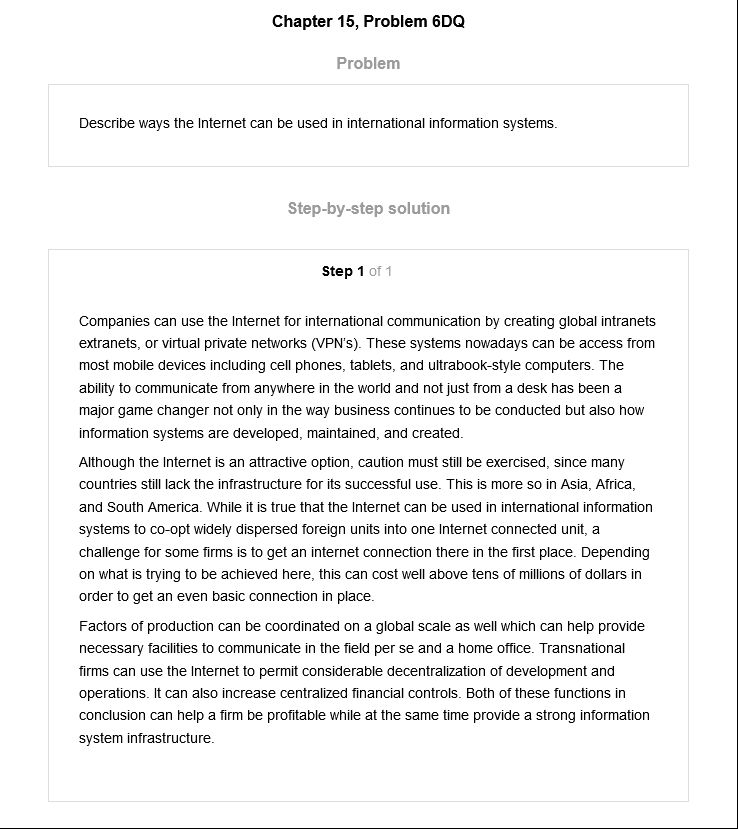 Chapter 15, Problem 6DQ
Problem
Describe ways the Internet can be used in international information systems.
Step-by-step solution
Step 1 of 1
Companies can use the Internet for international communication by creating global intranets
extranets, or virtual private networks (VPN's). These systems nowadays can be access from
most mobile devices including cell phones, tablets, and ultrabook-style computers. The
ability to communicate from anywhere in the world and not just from a desk has been a
major game changer not only in the way business continues to be conducted but also how
information systems are developed, maintained, and created.
Although the Internet is an attractive option, caution must still be exercised, since many
countries still lack the infrastructure for its successful use. This is more so in Asia, Africa,
and South America. While it is true that the Internet can be used in international information
systems to co-opt widely dispersed foreign units into one Internet connected unit, a
challenge for some firms is to get an internet connection there in the first place. Depending
on what is trying to be achieved here, this can cost well above tens of millions of dollars in
order to get an even basic connection in place.
Factors of production can be coordinated on a global scale as well which can help provide
necessary facilities to communicate in the field per se and a home office. Transnational
firms can use the Internet to permit considerable decentralization of development and
operations. It can also increase centralized financial controls. Both of these functions in
conclusion can help a firm be profitable while at the same time provide a strong information
system infrastructure.